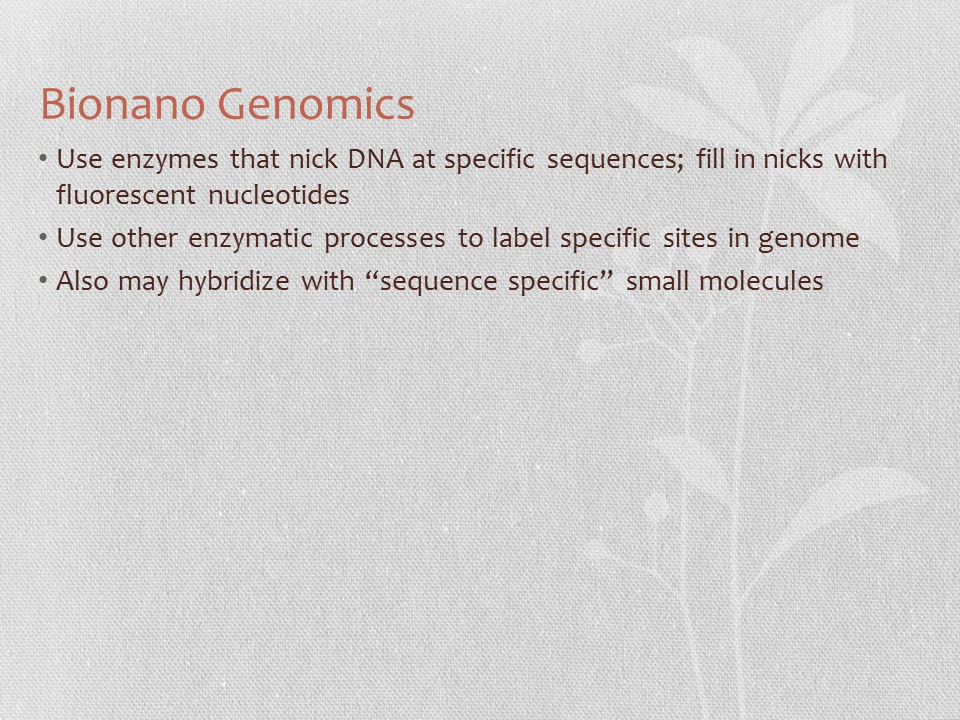 Bionano Genomics
• Use enzymes that nick DNA at specific sequences; fill in nicks with
fluorescent nucleotides
• Use other enzymatic processes to label specific sites in genome
• Also may hybridize with “sequence specific” small molecules